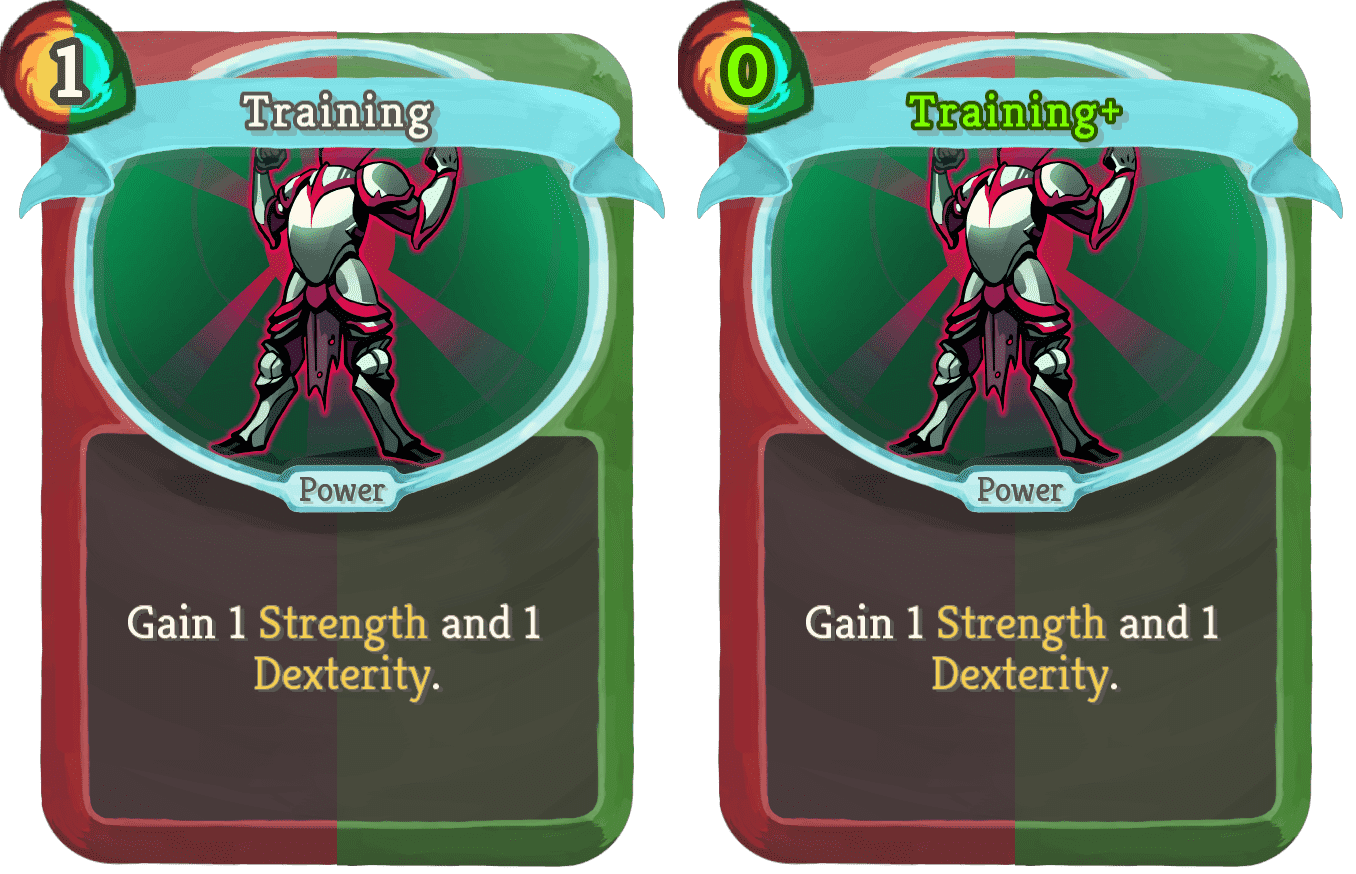 1
Training
Power
Gain 1 Strength and 1
Dexterity.
0
Training+
Power
Gain 1 Strength and 1
Dexterity.